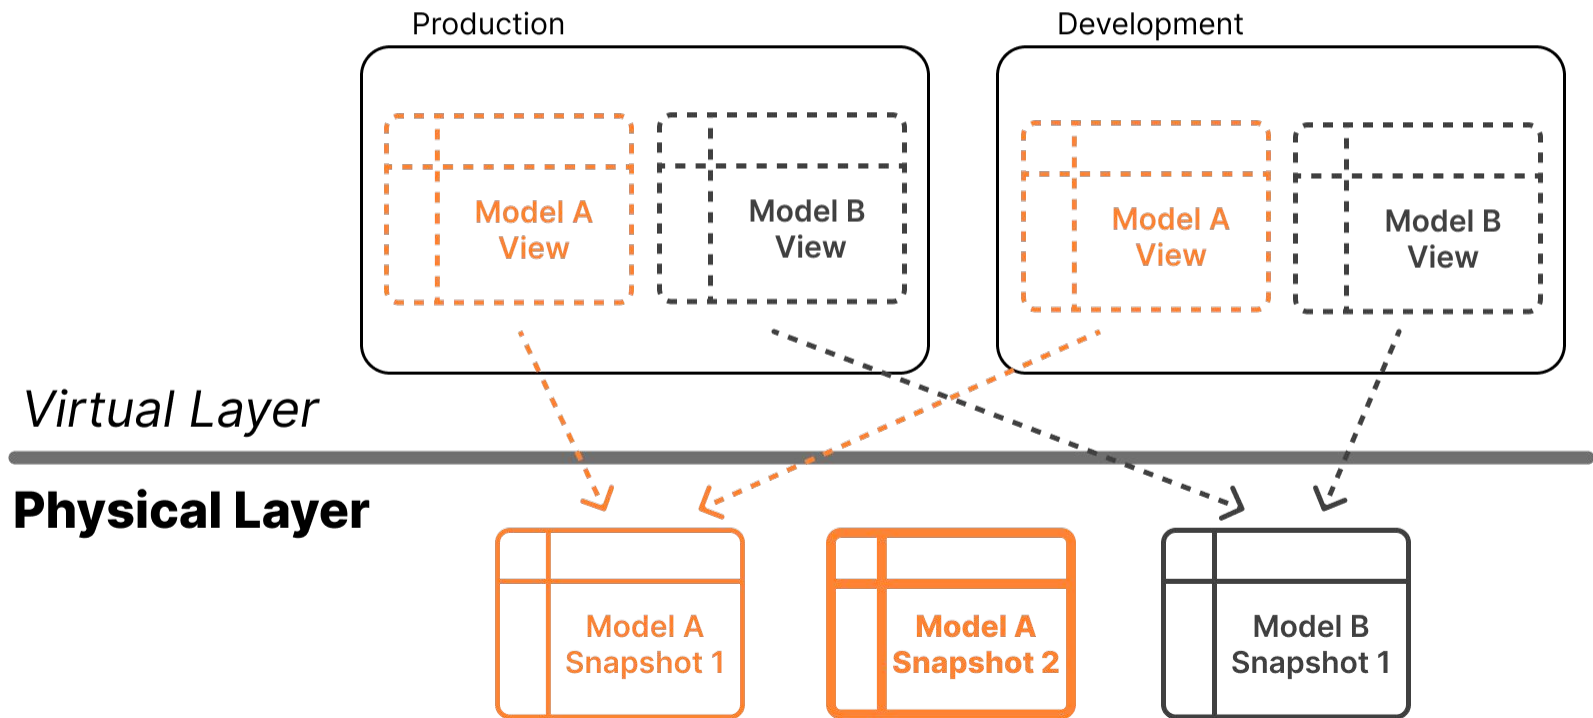 Production
Development
Model A
View
Model B
View
Model A
View
Model B
View
Virtual Layer
Physical Layer
Model A
Snapshot 1
Model A
Snapshot 2
Model B
Snapshot 1